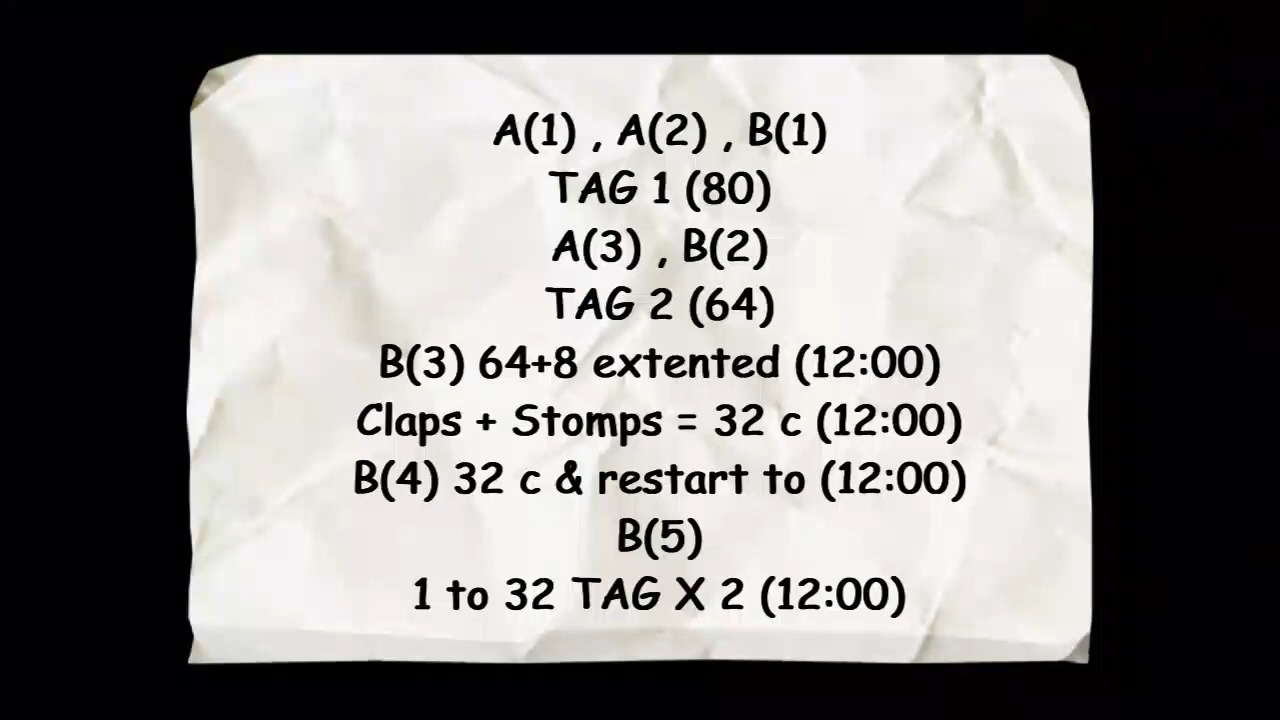 A(1) , A(2) , B(1)
TAG 1 (80)
A(3) , B(2)
TAG 2 (64)
B(3) 64+8 extented (12:00)
Claps + Stomps = 32 c (12:00)
B(4) 32 c & restart to (12:00)
B(5)
1 to 32 TAG X 2 (12:00)